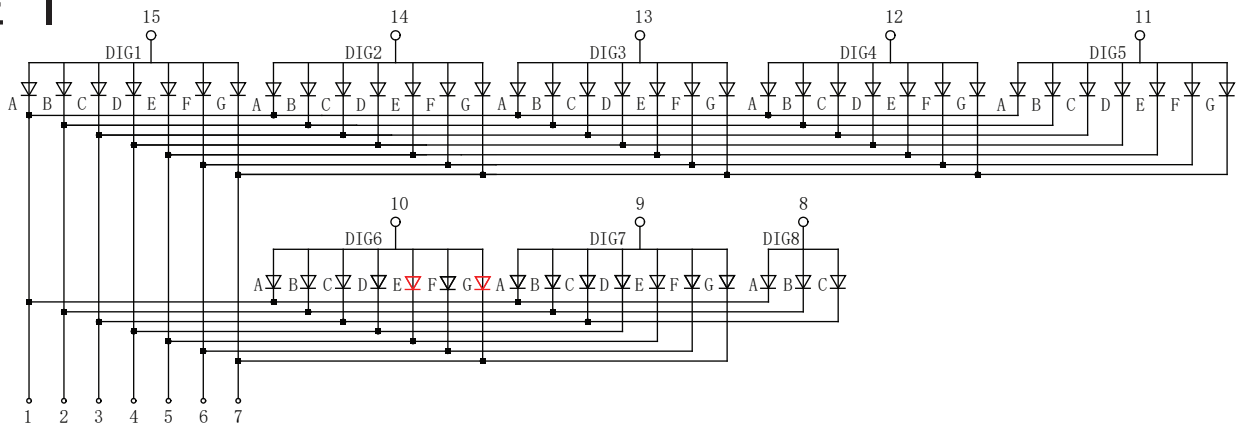 15 14 13 12 11
DIG1 DIG2 DIG3 DIG4 DIG5
A B C D E F G A B C D E F G A B C D E F G A B C D E F G A B C D E F G
10 9 8
DIG6 DIG7 DIG8
A B C D E F G A B C D E F G A B C
1 2 3 4 5 6 7